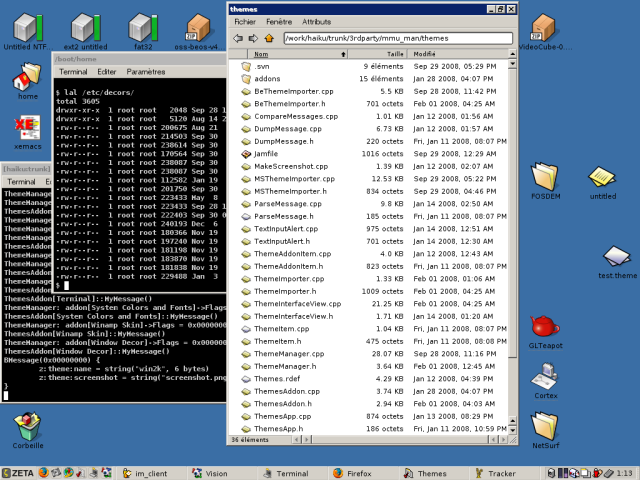 Untitled NTF...
ext2 untitled
fat32
oss-beos-v4...
VideoCube-0...
home
xemacs
FOSDEM
untitled
test.theme
GLTeapot
Cortex
NetSurf
Corbeille
/boot/home
Terminal Editer Paramètres
$ lal /etc/decors/
total 3605
drwxr-xr-x 1 root root 2048 Sep 28 1
drwxr-xr-x 1 root root 5120 Aug 14 2
-rw-r--r-- 1 root root 200675 Aug 21
-rw-r--r-- 1 root root 214503 Sep 30
-rw-r--r-- 1 root root 238614 Sep 30
-rw-r--r-- 1 root root 170564 Sep 30
-rw-r--r-- 1 root root 238087 Sep 30
-rw-r--r-- 1 root root 238087 Sep 30
-rw-r--r-- 1 root root 112582 Jan 19
-rw-r--r-- 1 root root 201750 Sep 30
-rw-r--r-- 1 root root 223433 May 8
-rw-r--r-- 1 root root 223433 Sep 28 1
-rw-r--r-- 1 root root 222403 Sep 30 0
-rw-r--r-- 1 root root 240193 Dec 6
-rw-r--r-- 1 root root 180366 Nov 19
-rw-r--r-- 1 root root 197240 Nov 19
-rw-r--r-- 1 root root 181198 Nov 19
-rw-r--r-- 1 root root 183870 Nov 19
-rw-r--r-- 1 root root 181838 Nov 19
-rw-r--r-- 1 root root 229488 Jan 3
$
[haiku:trunk]
Terminal Ed
ThemesAddon[Terminal]::MyMessage()
ThemeManager: addon[System Colors and Fonts]->Flags
ThemesAddon[System Colors and Fonts]::MyMessage()
ThemeManager: addon[Winamp Skin]->Flags = 0x0000000
ThemesAddon[Winamp Skin]::MyMessage()
ThemeManager: addon[Window Decor]->Flags = 0x000000
ThemesAddon[Window Decor]::MyMessage()
BMessage(0x00000000) {
z:theme:name = string("win2k", 6 bytes)
z:theme:screenshot = string("screenshot.png
}
themes
Fichier Fenêtre Attributs
/work/haiku/trunk/3rdparty/mmu_man/themes
Nom Taille Modifié
.svn 9 éléments Sep 29 2008, 05:29 PM
addons 15 éléments Jan 28 2008, 04:07 PM
BeThemeImporter.cpp 5.5 KB Sep 28 2008, 11:42 PM
BeThemeImporter.h 701 octets Feb 01 2008, 04:25 AM
CompareMessages.cpp 1.01 KB Jan 12 2008, 01:56 AM
DumpMessage.cpp 6.73 KB Jan 12 2008, 01:57 AM
DumpMessage.h 220 octets Fri, Jan 11 2008, 08:07 PM
Jamfile 1016 octets Sep 29 2008, 12:29 AM
MakeScreenshot.cpp 1.39 KB Jan 12 2008, 02:07 AM
MSThemeImporter.cpp 12.53 KB Sep 29 2008, 05:22 PM
MSThemeImporter.h 834 octets Sep 29 2008, 04:46 PM
ParseMessage.cpp 9.8 KB Jan 14 2008, 02:50 AM
ParseMessage.h 185 octets Fri, Jan 11 2008, 08:07 PM
TextInputAlert.cpp 975 octets Jan 14 2008, 12:51 AM
TextInputAlert.h 701 octets Jan 14 2008, 12:30 AM
ThemeAddonItem.cpp 4.0 KB Jan 12 2008, 12:43 AM
ThemeAddonItem.h 823 octets Fri, Jan 11 2008, 08:07 PM
ThemeImporter.cpp 1.33 KB Feb 01 2008, 01:06 AM
ThemeImporter.h 1009 octets Feb 01 2008, 04:25 AM
ThemeInterfaceView.cpp 21.25 KB Feb 01 2008, 04:25 AM
ThemeInterfaceView.h 1.71 KB Jan 14 2008, 01:20 AM
ThemeItem.cpp 1.04 KB Fri, Jan 11 2008, 08:07 PM
ThemeItem.h 475 octets Fri, Jan 11 2008, 08:08 PM
ThemeManager.cpp 28.07 KB Sep 28 2008, 11:16 PM
ThemeManager.h 3.64 KB Feb 01 2008, 12:45 AM
Themes.rdef 4.29 KB Jan 12 2008, 04:39 PM
ThemesAddon.cpp 3.74 KB Jan 28 2008, 04:07 PM
ThemesAddon.h 2.94 KB Feb 01 2008, 04:03 AM
ThemesApp.cpp 874 octets Jan 13 2008, 08:29 PM
ThemesApp.h 186 octets Fri, Jan 11 2008, 10:59 PM
36 éléments
ZETA im_client Vision Terminal Firefox Themes Tracker 1:13